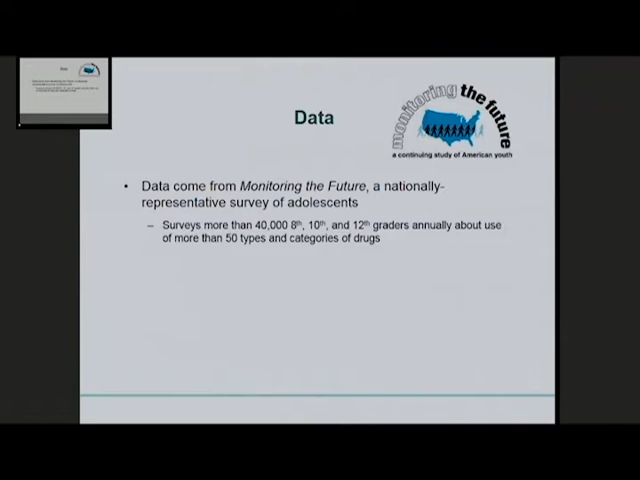 Data
monitoring the future
a continuing study of American youth
• Data come from Monitoring the Future, a nationally-
representative survey of adolescents
– Surveys more than 40,000 8th, 10th, and 12th graders annually about use
of more than 50 types and categories of drugs